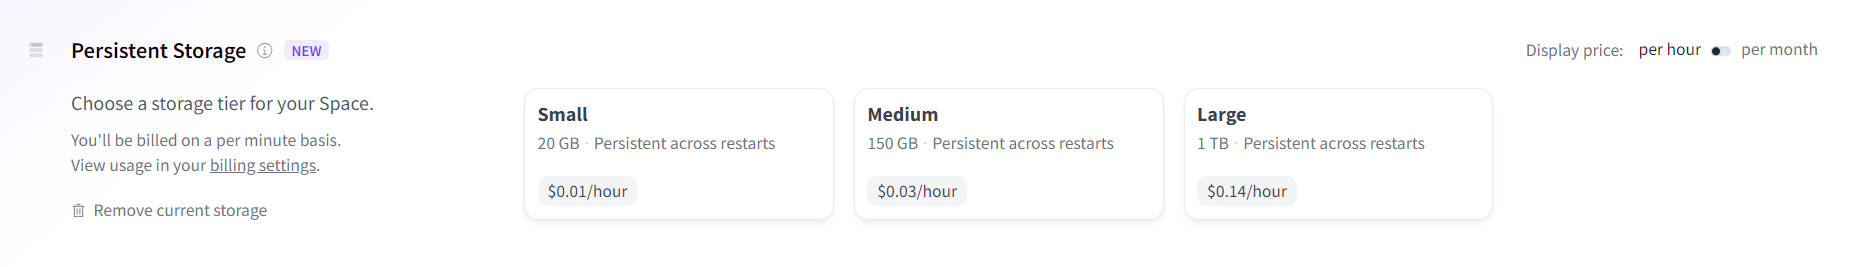 Persistent Storage NEW
Display price: per hour per month
Choose a storage tier for your Space.
You'll be billed on a per minute basis.
View usage in your billing settings.
Remove current storage
Small
20 GB · Persistent across restarts
$0.01/hour
Medium
150 GB · Persistent across restarts
$0.03/hour
Large
1 TB · Persistent across restarts
$0.14/hour